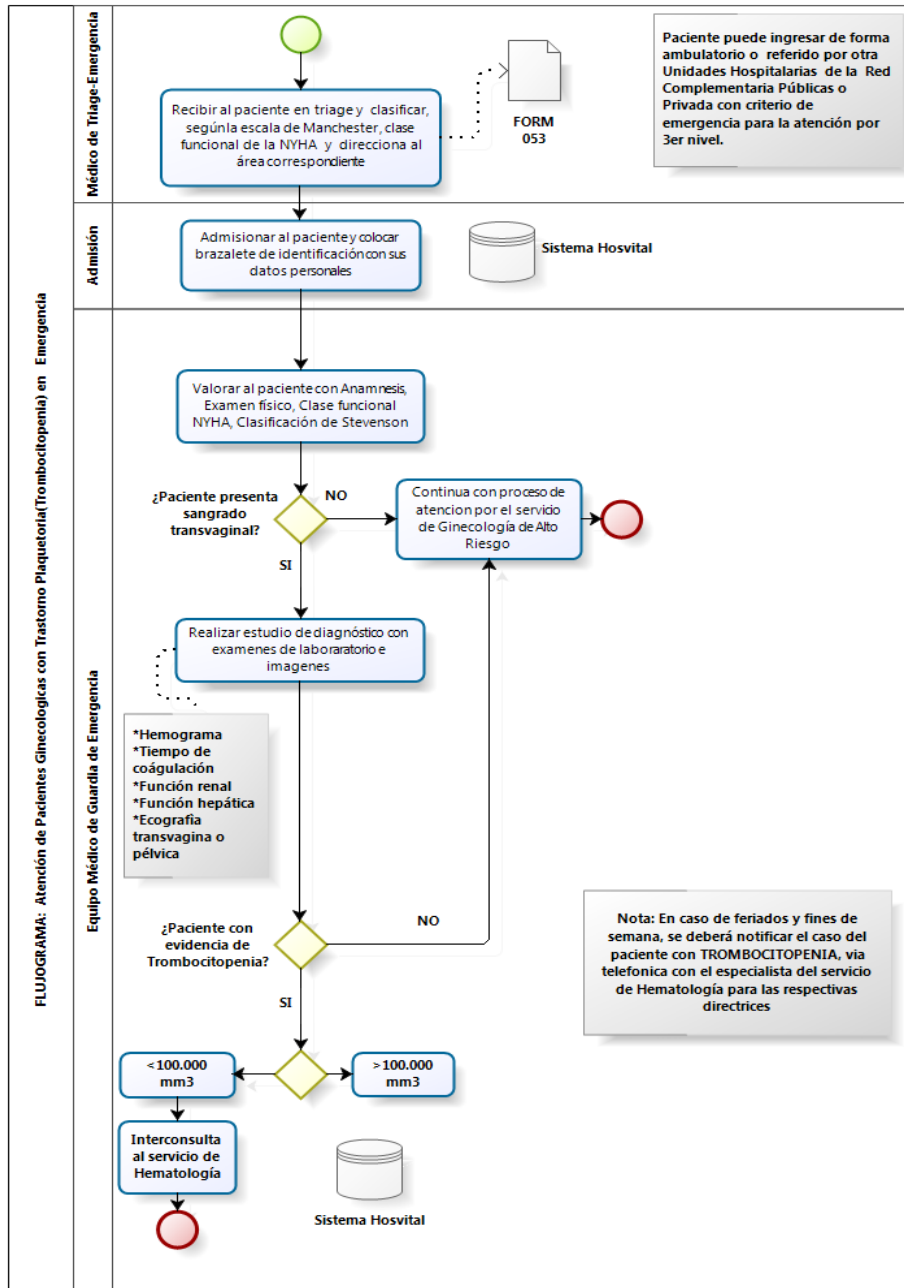 FLUJOGRAMA: Atención de Pacientes Ginecologicas con Trastorno Plaquetoria(Trombocitopenia) en Emergencia
Médico de Triage-Emergencia
Recibir al paciente en triage y clasificar,
segúnla escala de Manchester, clase
funcional de la NYHA y direcciona al
área correspondiente
FORM
053
Paciente puede ingresar de forma
ambulatorio o referido por otra
Unidades Hospitalarias de la Red
Complementaria Públicas o
Privada con criterio de
emergencia para la atención por
3er nivel.
Admisión
Admisionar al paciente y colocar
brazalete de identificación con sus
datos personales
Sistema Hosvital
Equipo Médico de Guardia de Emergencia
Valorar al paciente con Anamnesis,
Examen físico, Clase funcional
NYHA, Clasificación de Stevenson
¿Paciente presenta
sangrado
transvaginal?
NO
Continua con proceso de
atencion por el servicio
de Ginecología de Alto
Riesgo
SI
Realizar estudio de diagnóstico con
examenes de laboraratorio e
imagenes
*Hemograma
*Tiempo de
coágulación
*Función renal
*Función hepática
*Ecografìa
transvagina o
pélvica
¿Paciente con
evidencia de
Trombocitopenia?
NO
Nota: En caso de feriados y fines de
semana, se deberá notificar el caso del
paciente con TROMBOCITOPENIA, via
telefonica con el especialista del servicio
de Hematología para las respectivas
directrices
SI
<100.000
mm3
>100.000
mm3
Interconsulta
al servicio de
Hematología
Sistema Hosvital